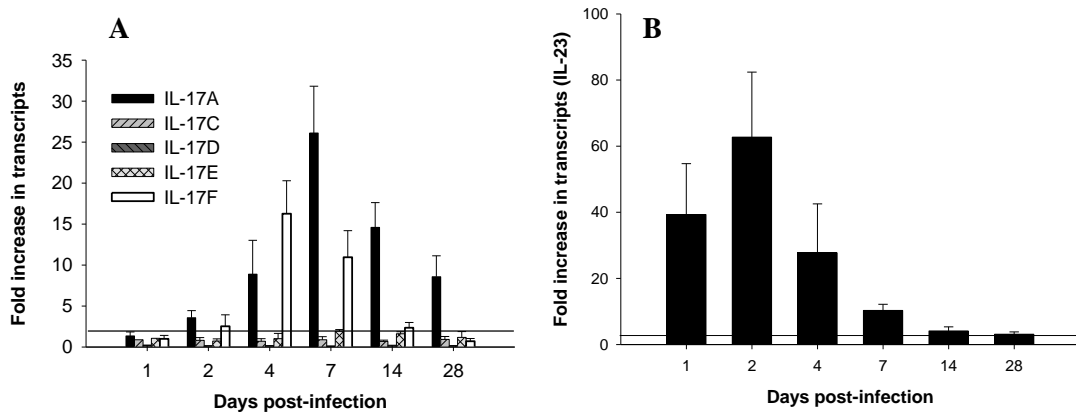 A
Fold increase in transcripts
35
30
25
20
15
10
5
0
IL-17A
IL-17C
IL-17D
IL-17E
IL-17F
1 2 4 7 14 28
Days post-infection
B
Fold increase in transcripts (IL-23)
100
80
60
40
20
0
1 2 4 7 14 28
Days post-infection